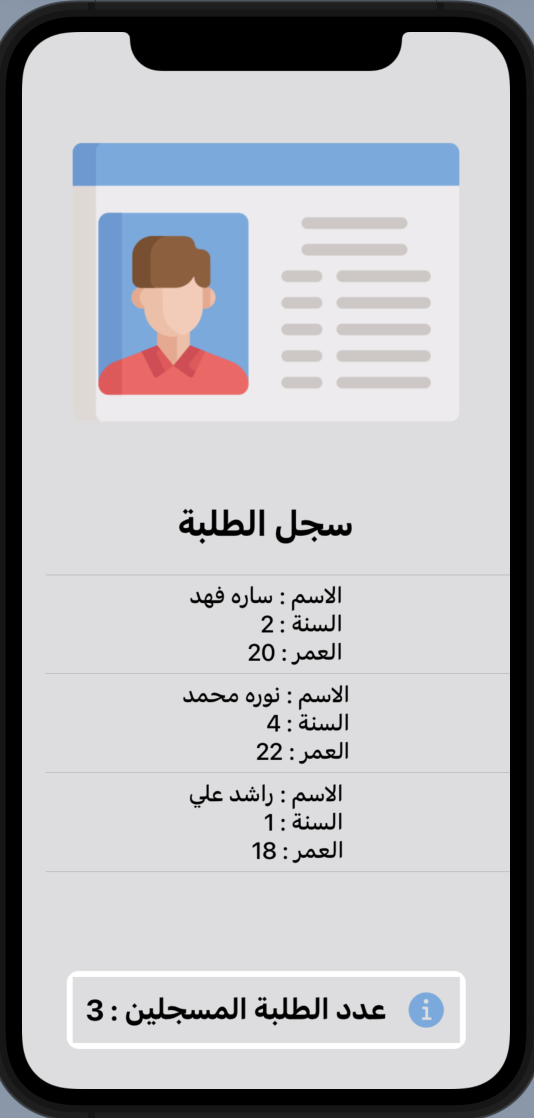 سجل الطلبة
الاسم : ساره فهد
السنة : 2
العمر : 20
الاسم : نوره محمد
السنة : 4
العمر : 22
الاسم : راشد علي
السنة : 1
العمر : 18
عدد الطلبة المسجلين : 3